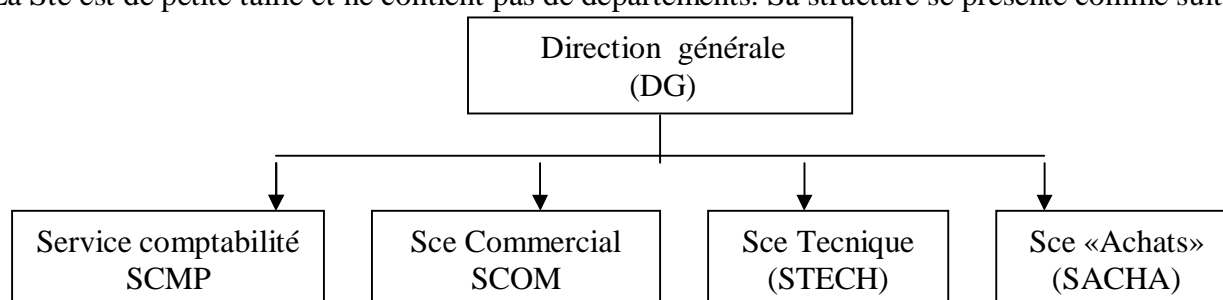 La Sté est de petite taille et ne contient pas de départements. Sa structure se présente comme suit
Direction générale
(DG)
Service comptabilité
SCMP
Sce Commercial
SCOM
Sce Tecnique
(STECH)
Sce «Achats»
(SACHA)